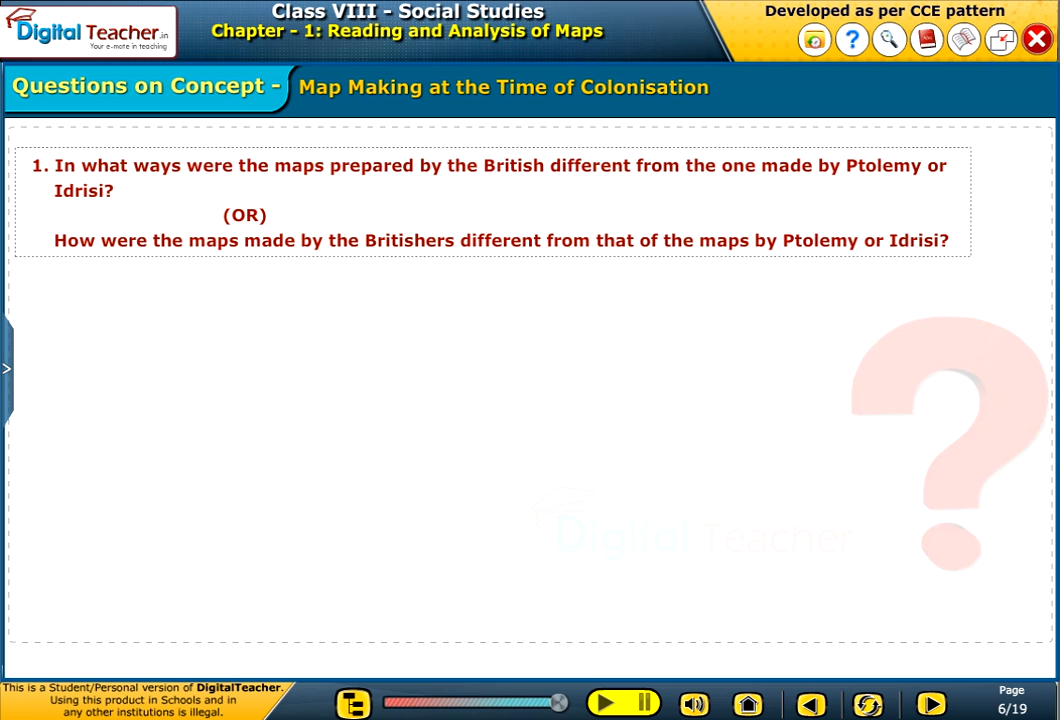 Digital Teacher.in
Your e-mate in teaching
Class VIII - Social Studies
Chapter - 1: Reading and Analysis of Maps
Developed as per CCE pattern
Questions on Concept -
Map Making at the Time of Colonisation
1. In what ways were the maps prepared by the British different from the one made by Ptolemy or
Idrisi?
(OR)
How were the maps made by the Britishers different from that of the maps by Ptolemy or Idrisi?
>
?
Digital Teacher
This is a Student/Personal version of DigitalTeacher.
Using this product in Schools and in
any other institutions is illegal.
Page
6/19